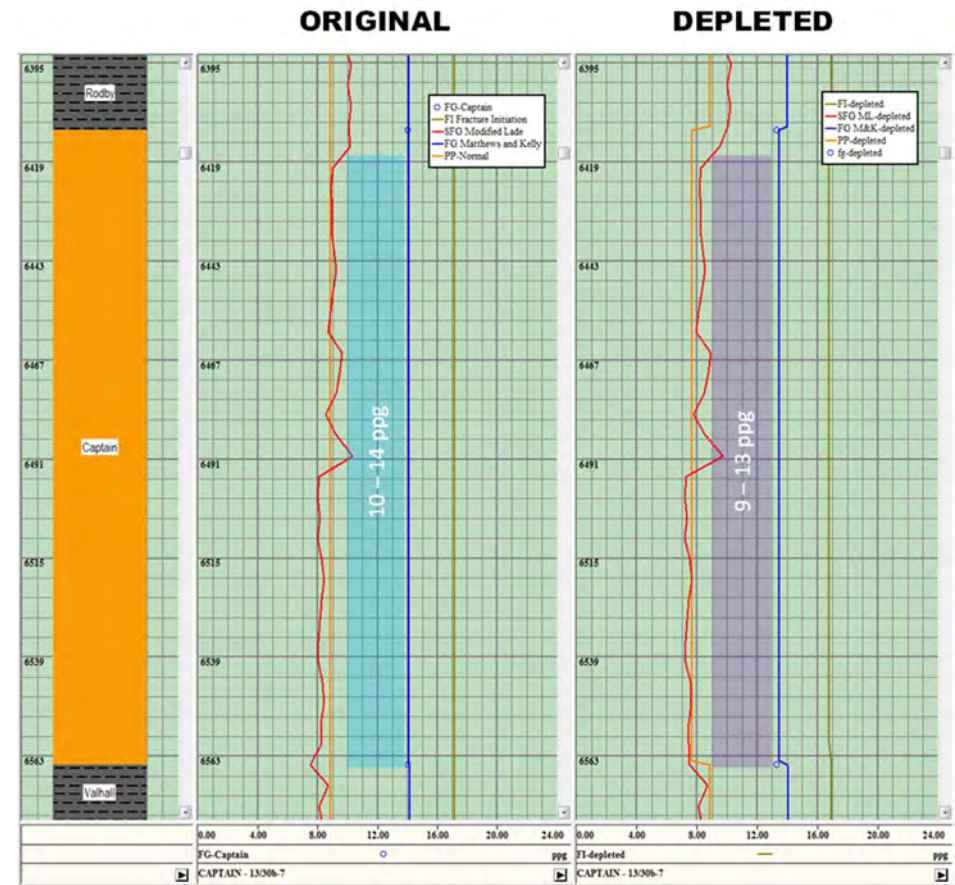 ORIGINAL
DEPLETED
6395
Rodby
6419
6443
6467
Captain
6491
6515
6539
6563
Valhall
6395
FG-Captain
FI Fracture Initiation
SFG Modified Lade
FG Matthews and Kelly
PP-Normal
6419
6443
6467
10 – 14 ppg
6491
6515
6539
6563
0.00 4.00 8.00 12.00 16.00 20.00 24.00
FG-Captain ppg
CAPTAIN - 13/30b-7
6395
FI-depleted
SFG ML-depleted
FG M&K-depleted
PP-depleted
fg-depleted
6419
6443
6467
9 – 13 ppg
6491
6515
6539
6563
0.00 4.00 8.00 12.00 16.00 20.00 24.00
FI-depleted ppg
CAPTAIN - 13/30b-7